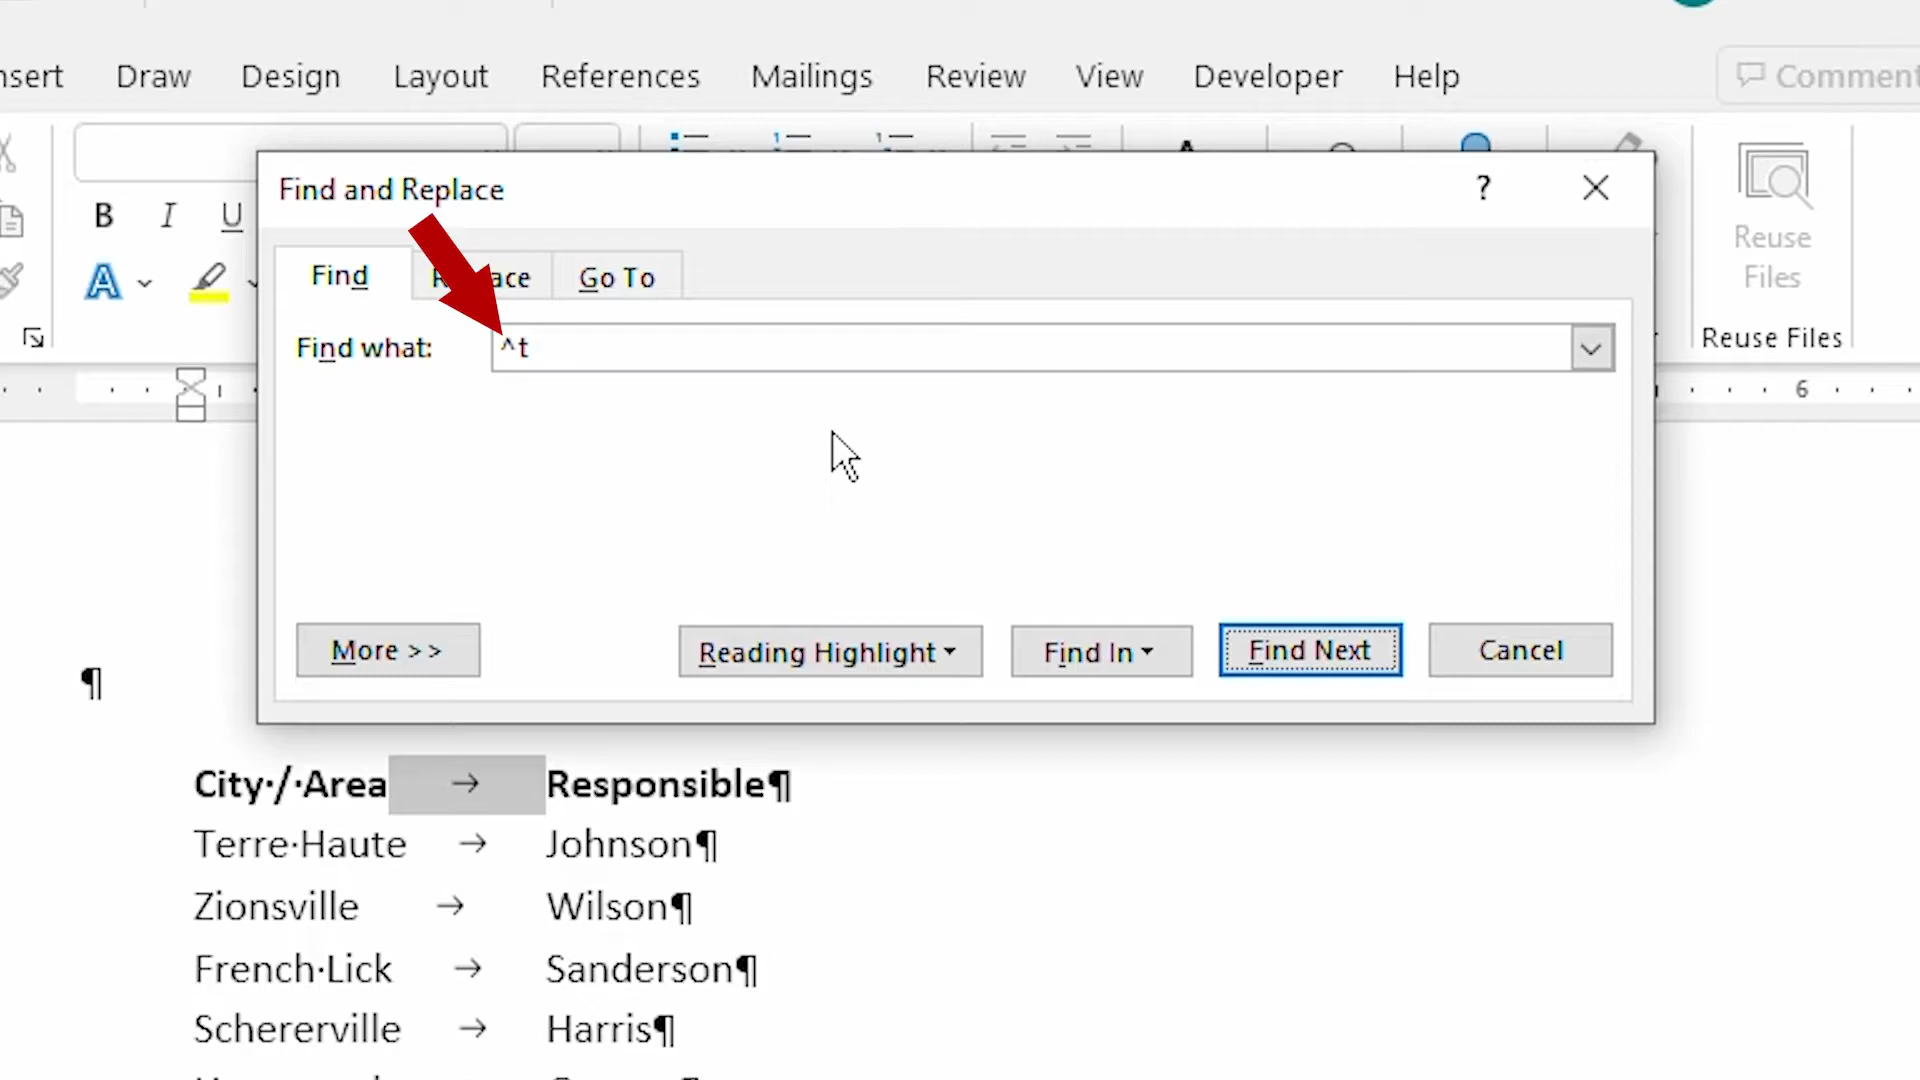 nsert Draw Design Layout References Mailings Review View Developer Help Comment
Find and Replace ?
B I U
Find Replace Go To
Reuse
Files
A
Find what: ^t
Reuse Files
6
More >> Reading Highlight Find In Find Next Cancel
¶
City·/·Area → Responsible¶
Terre·Haute → Johnson¶
Zionsville → Wilson¶
French·Lick → Sanderson¶
Schererville → Harris¶